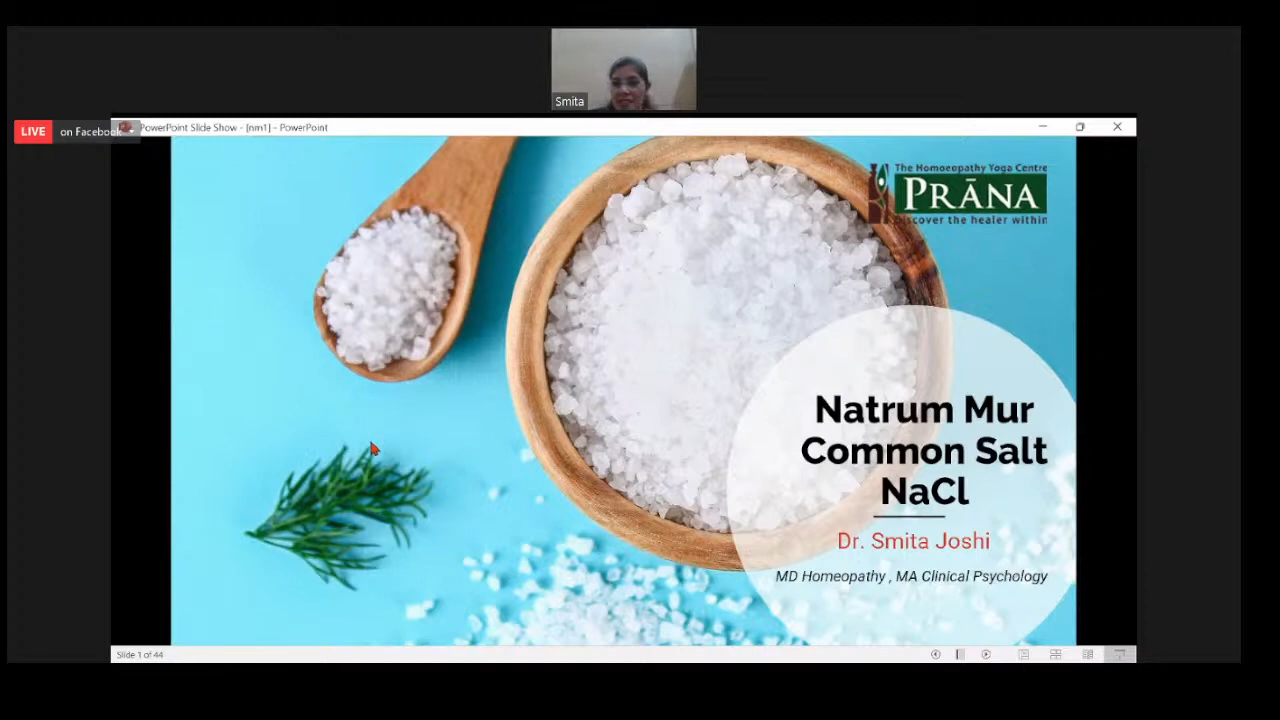 Smita
LIVE on Facebook
PowerPoint Slide Show - [nm1] - PowerPoint
The Homoeopathy Yoga Centre
PRĀNA
Discover the healer within
Natrum Mur
Common Salt
NaCl
Dr. Smita Joshi
MD Homeopathy , MA Clinical Psychology
Slide 1 of 44